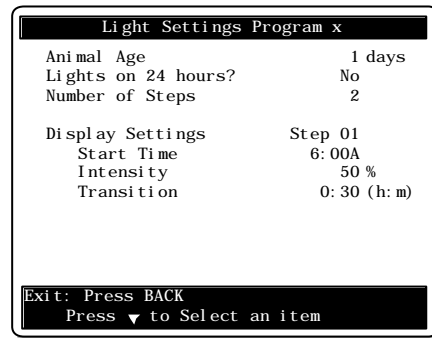 Light Settings Program x
Animal Age 1 days
Lights on 24 hours? No
Number of Steps 2
Display Settings Step 01
Start Time 6:00A
Intensity 50 %
Transition 0:30 (h:m)
Exit: Press BACK
Press ▼ to Select an item